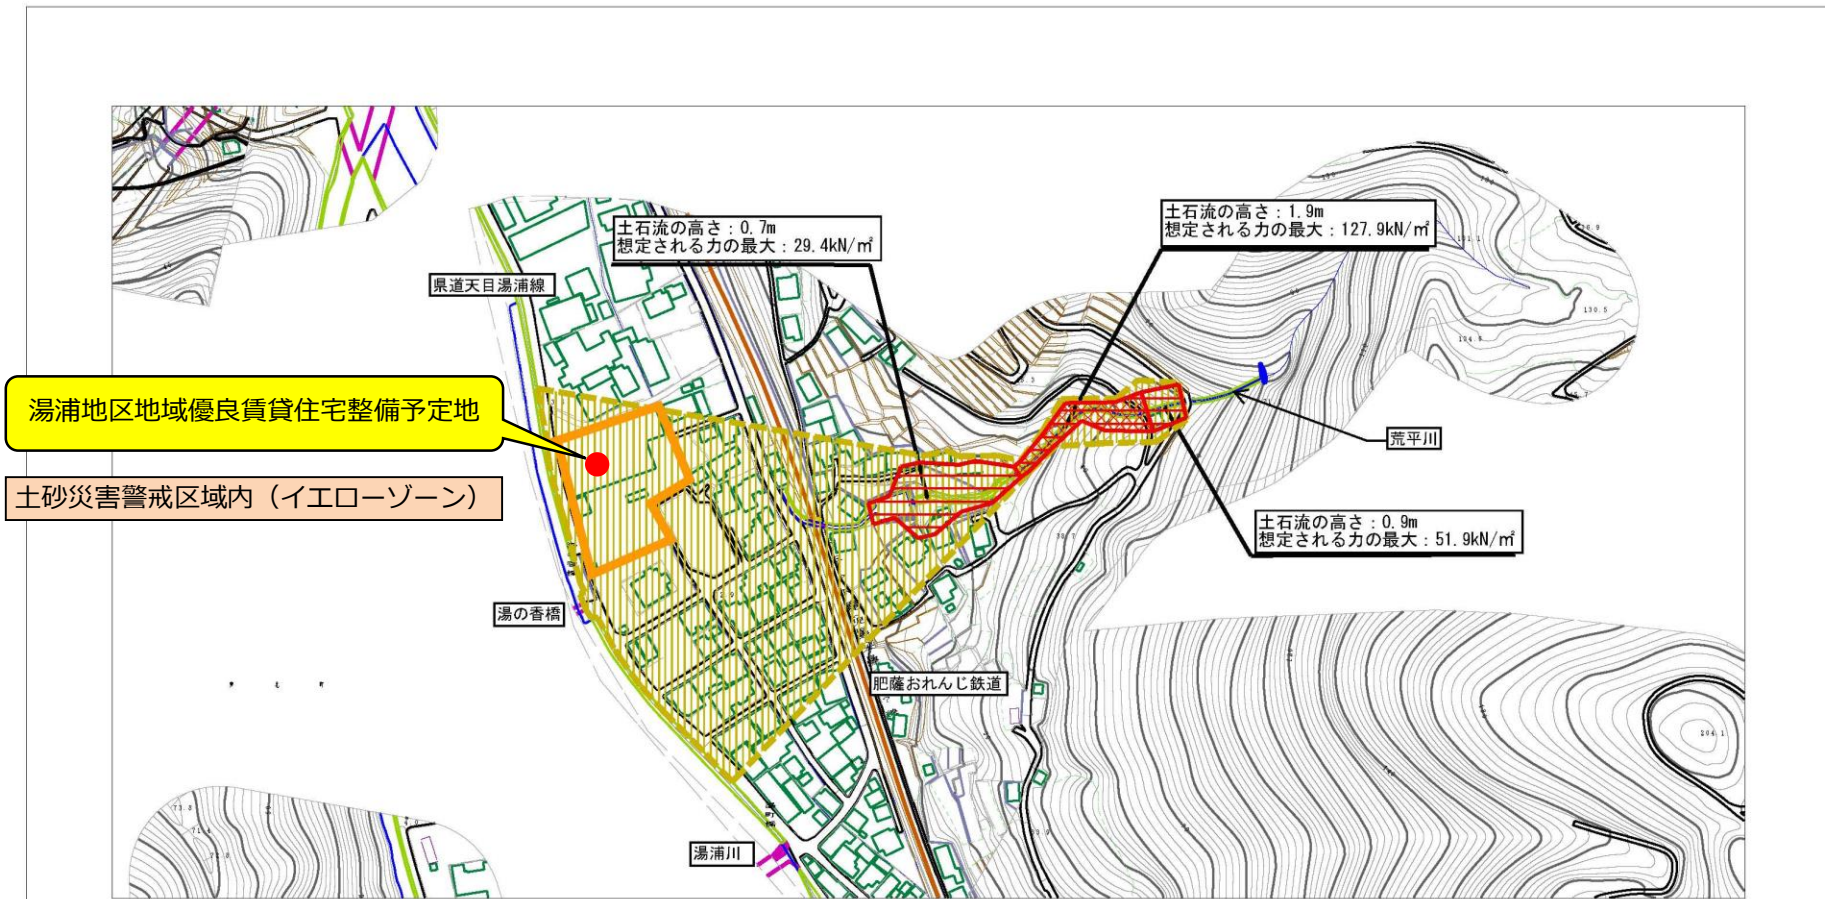 土石流の高さ：1.9m
想定される力の最大：127.9kN/㎡
土石流の高さ：0.7m
想定される力の最大：29.4kN/㎡
県道天目湯浦線
湯浦地区地域優良賃貸住宅整備予定地
荒平川
土砂災害警戒区域内（イエローゾーン）
土石流の高さ：0.9m
想定される力の最大：51.9kN/㎡
湯の香橋
肥薩おれんじ鉄道
湯浦川
130.5
204.1